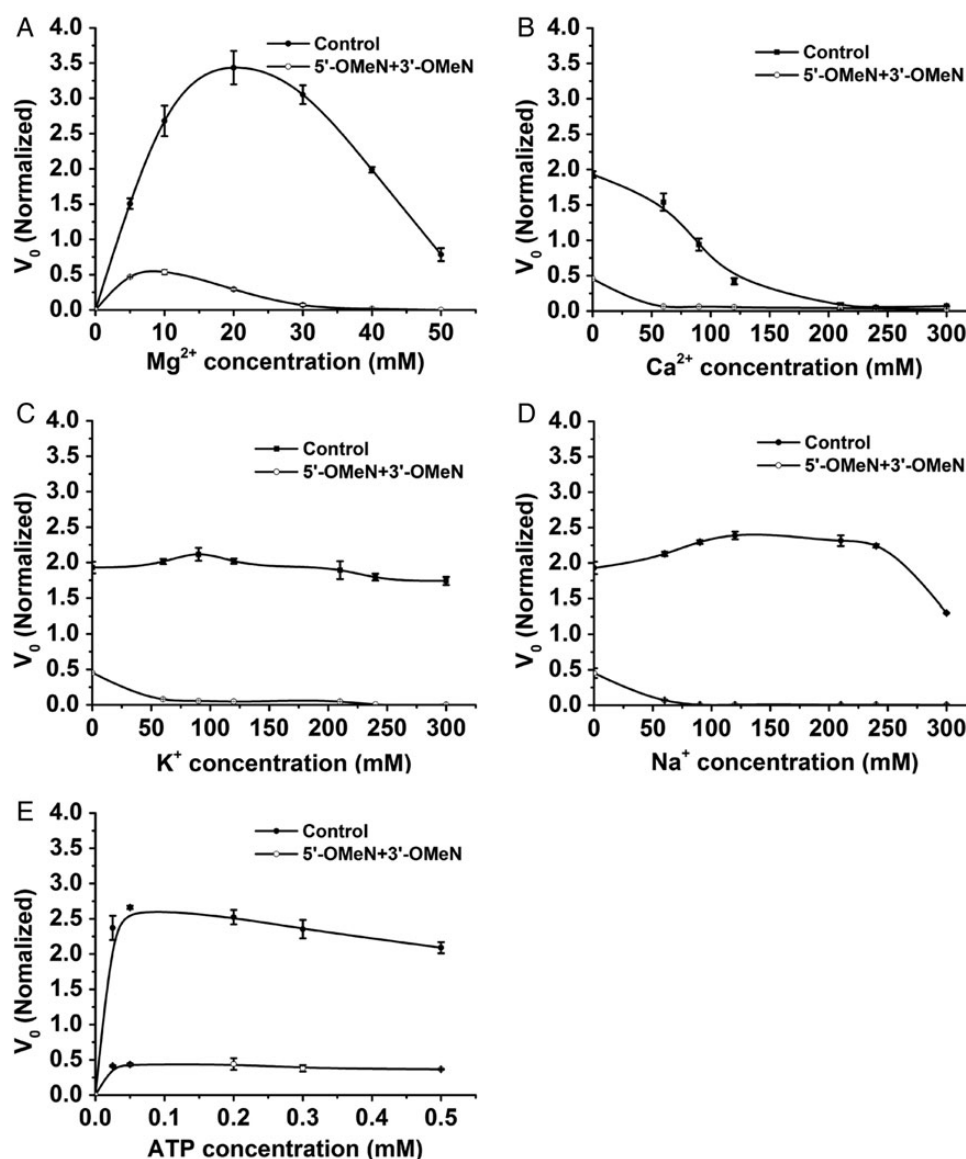 A
4.0
3.5
3.0
2.5
2.0
1.5
1.0
0.5
0.0
V0 (Normalized)
Control
5'-OMeN+3'-OMeN
0 10 20 30 40 50
Mg2+ concentration (mM)
B
4.0
3.5
3.0
2.5
2.0
1.5
1.0
0.5
0.0
V0 (Normalized)
Control
5'-OMeN+3'-OMeN
0 50 100 150 200 250 300
Ca2+ concentration (mM)
C
4.0
3.5
3.0
2.5
2.0
1.5
1.0
0.5
0.0
V0 (Normalized)
Control
5'-OMeN+3'-OMeN
0 50 100 150 200 250 300
K+ concentration (mM)
D
4.0
3.5
3.0
2.5
2.0
1.5
1.0
0.5
0.0
V0 (Normalized)
Control
5'-OMeN+3'-OMeN
0 50 100 150 200 250 300
Na+ concentration (mM)
E
4.0
3.5
3.0
2.5
2.0
1.5
1.0
0.5
0.0
V0 (Nomalized)
Control
5'-OMeN+3'-OMeN
0.0 0.1 0.2 0.3 0.4 0.5
ATP concentration (mM)